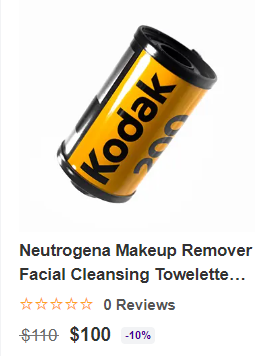 Kodak
200
Neutrogena Makeup Remover
Facial Cleansing Towelette…
0 Reviews
$110 $100 -10%